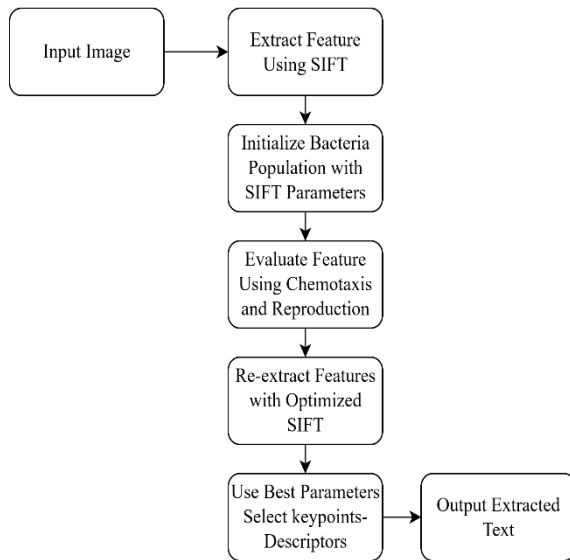 Input Image
Extract Feature
Using SIFT
Initialize Bacteria
Population with
SIFT Parameters
Evaluate Feature
Using Chemotaxis
and Reproduction
Re-extract Features
with Optimized
SIFT
Use Best Parameters
Select keypoints-
Descriptors
Output Extracted
Text